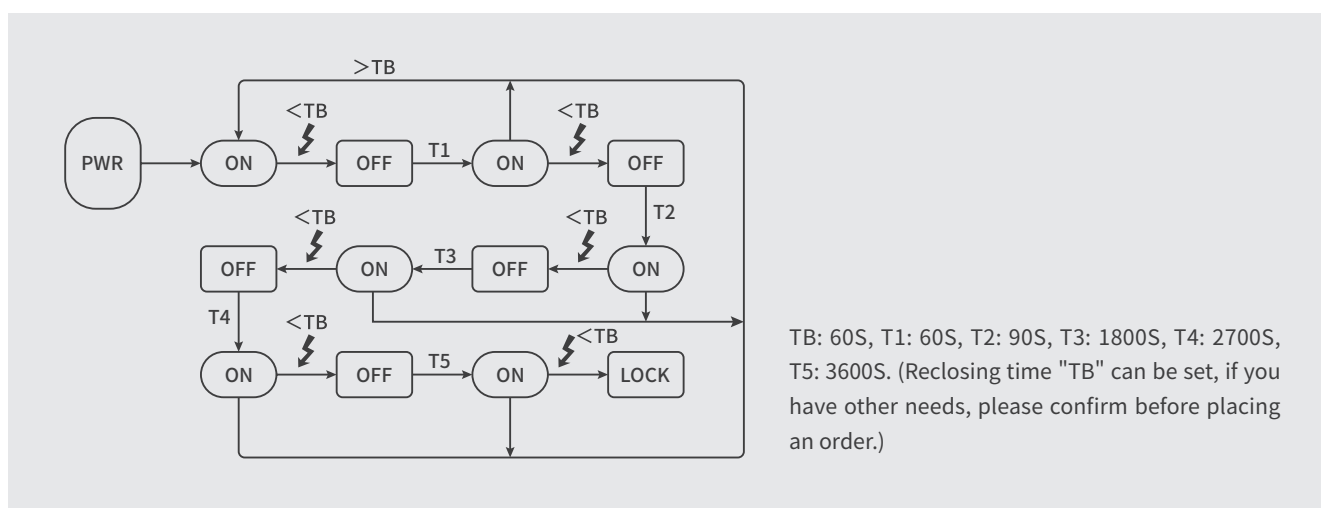 ＞TB
＜TB
＜TB
PWR
ON
OFF
T1
ON
OFF
T2
＜TB
＜TB
OFF
ON
T3
OFF
ON
T4
＜TB
＜TB
ON
OFF
T5
ON
LOCK
TB: 60S, T1: 60S, T2: 90S, T3: 1800S, T4: 2700S,
T5: 3600S. (Reclosing time "TB" can be set, if you
have other needs, please confirm before placing
an order.)